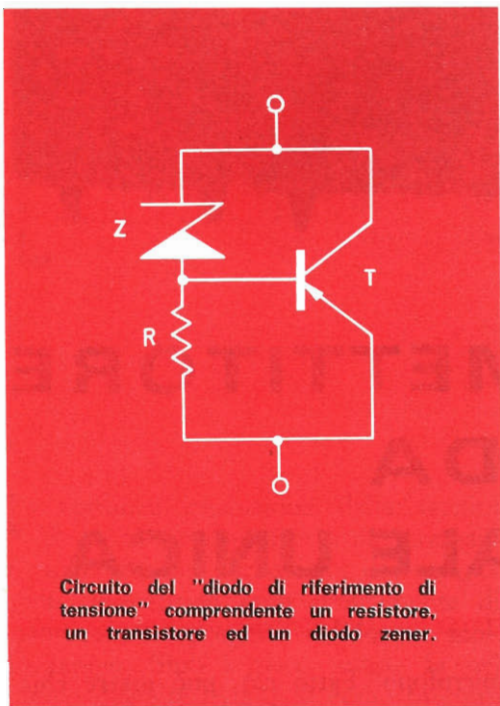 Z
T
R
Circuito del "diodo di riferimento di
tensione" comprendente un resistore,
un transistore ed un diodo zener.